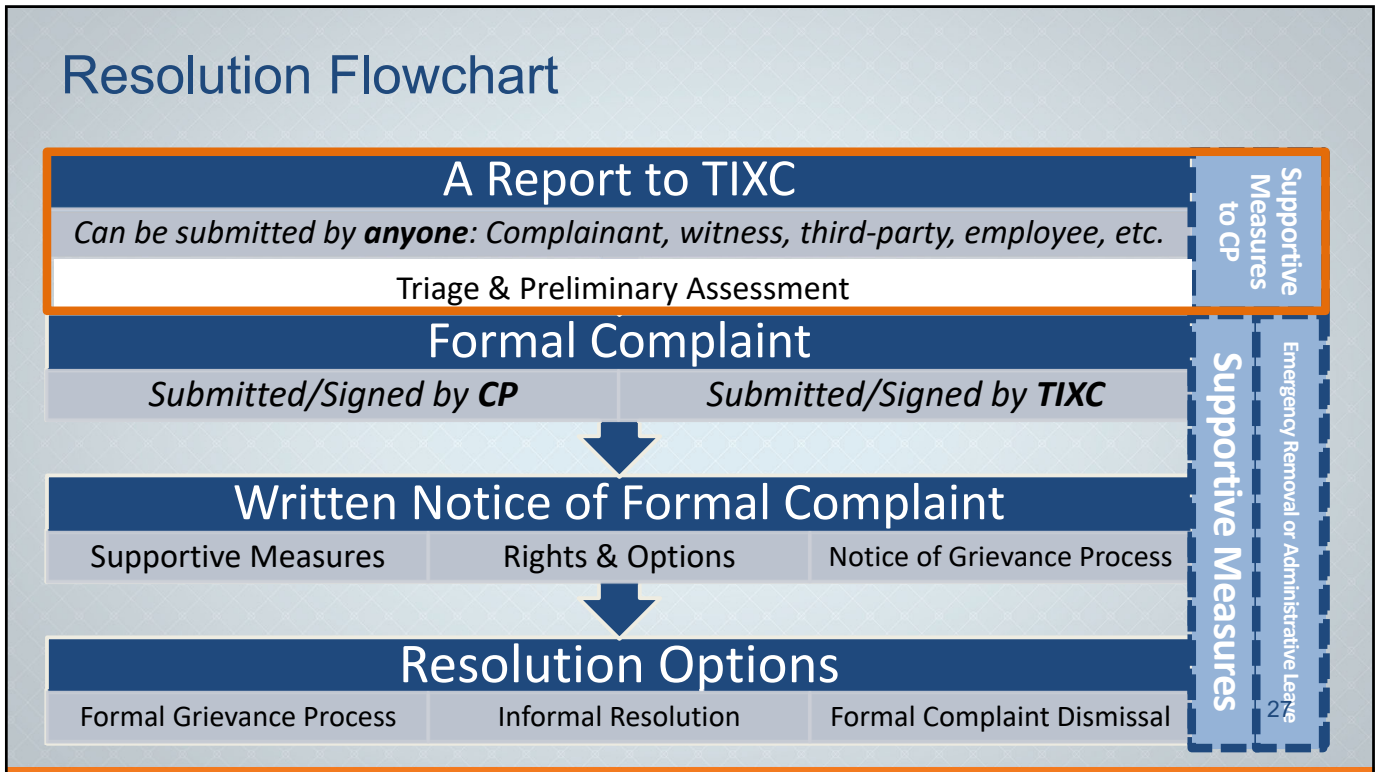 Resolution Flowchart
A Report to TIXC
Can be submitted by anyone: Complainant, witness, third-party, employee, etc.
Triage & Preliminary Assessment
Supportive
Measures
to CP
Formal Complaint
Submitted/Signed by CP
Submitted/Signed by TIXC
Written Notice of Formal Complaint
Supportive Measures
Rights & Options
Notice of Grievance Process
Resolution Options
Formal Grievance Process
Informal Resolution
Formal Complaint Dismissal
Supportive Measures
Emergency Removal or Administrative Leave
27